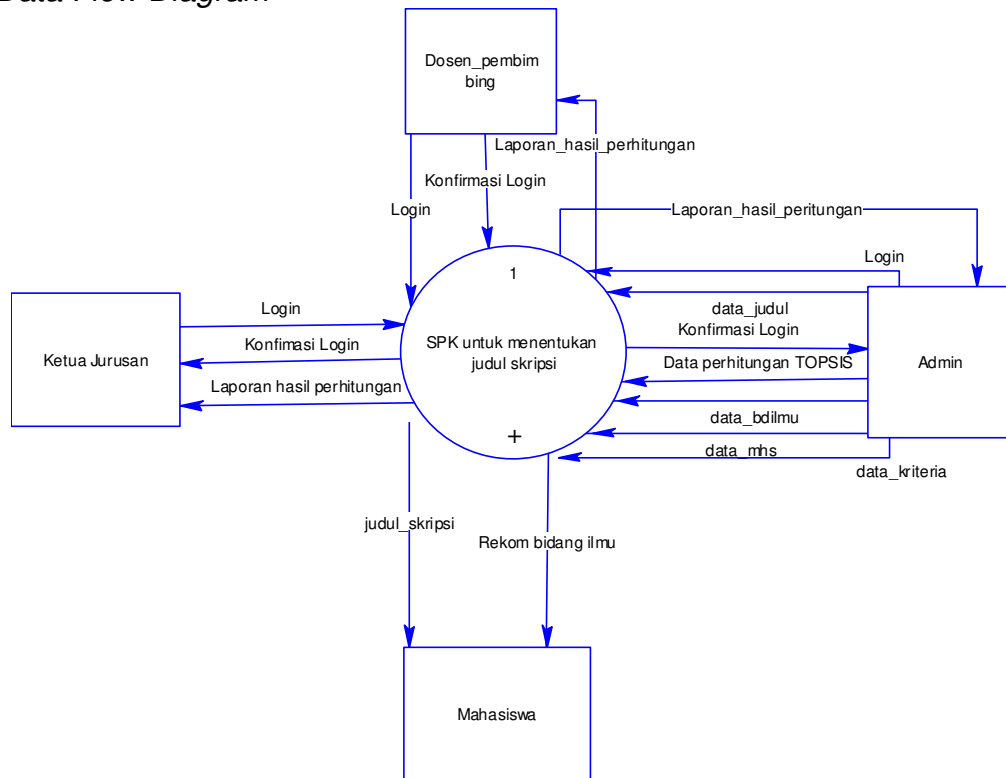 Data Flow Diagram
Dosen_pembim
bing
Laporan_hasil_perhitungan
Konfirmasi Login
Login
Laporan_hasil_peritungan
Login
1
data_judul
Login
Konfirmasi Login
SPK untuk menentukan
judul skripsi
Konfimasi Login
Ketua Jurusan
Admin
Data perhitungan TOPSIS
Laporan hasil perhitungan
data_bdilmu
+
data_mhs
data_kriteria
judul_skripsi
Rekom bidang ilmu
Mahasiswa